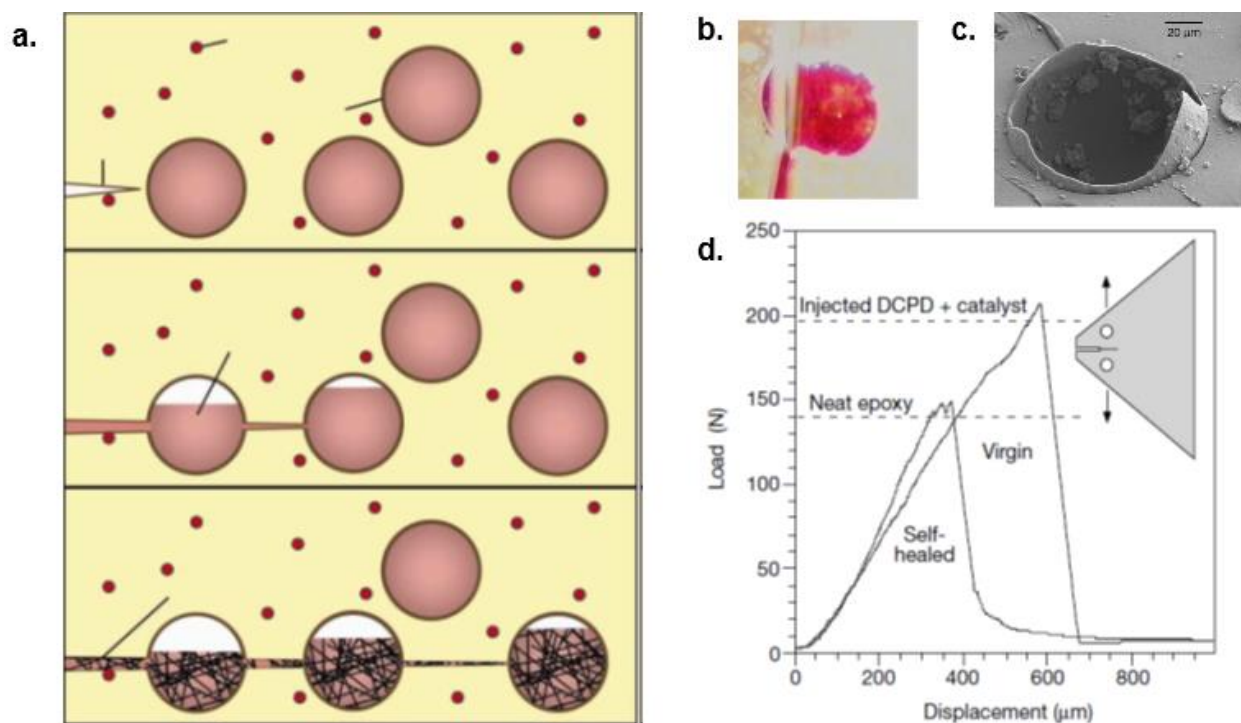 a.
b.
c.
20 µm
d.
250
200
150
100
50
0
Load (N)
Injected DCPD + catalyst
Neat epoxy
Virgin
Self-
healed
0 200 400 600 800
Displacement (µm)